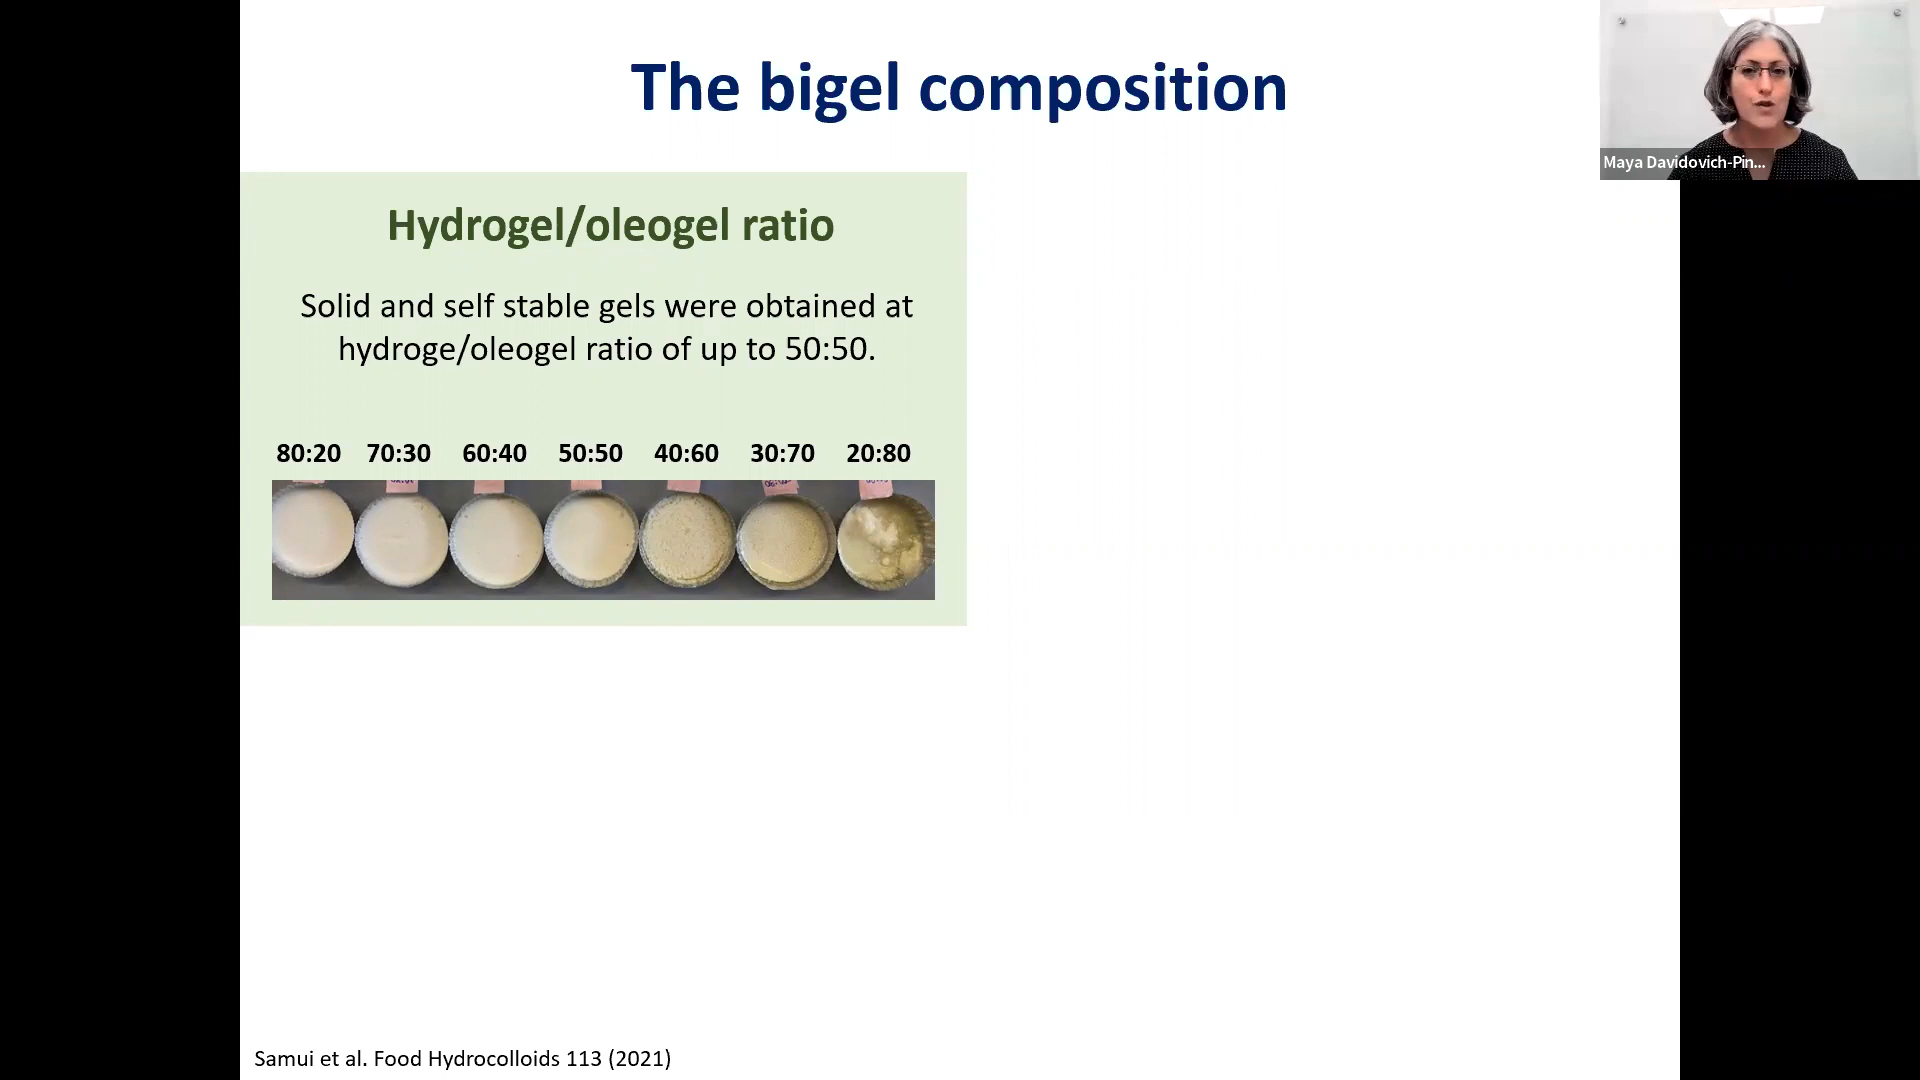 The bigel composition
Maya Davidovich-Pin...
Hydrogel/oleogel ratio
Solid and self stable gels were obtained at
hydroge/oleogel ratio of up to 50:50.
80:20 70:30 60:40 50:50 40:60 30:70 20:80
Samui et al. Food Hydrocolloids 113 (2021)